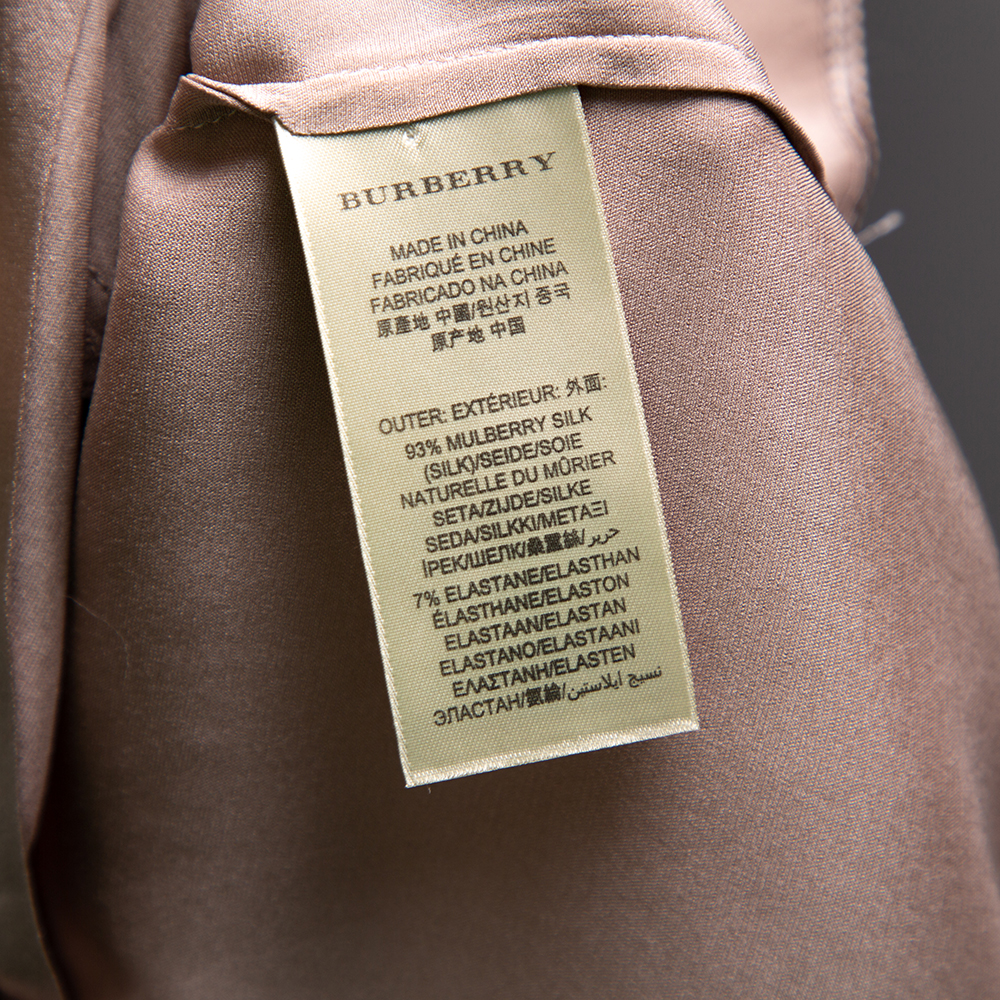 BURBERRY
MADE IN CHINA
FABRIQUÉ EN CHINE
FABRICADO NA CHINA
原產地 中國/원산지 중국
原产地 中国
OUTER: EXTÉRIEUR: 外面:
93% MULBERRY SILK
(SILK)/SEIDE/SOIE
NATURELLE DU MÛRIER
SETA/ZIJDE/SILKE
SEDA/SILKKI/ΜΕΤΑΞΙ
İPEK/ШЕЛК/桑蠶絲/حرير
7% ELASTANE/ELASTHAN
ÉLASTHANE/ELASTON
ELASTAAN/ELASTAN
ELASTANO/ELASTAANI
ΕΛΑΣΤΑΝΗ/ELASTEN
ЭЛАСТАН/氨綸/نسيج ايلاستين